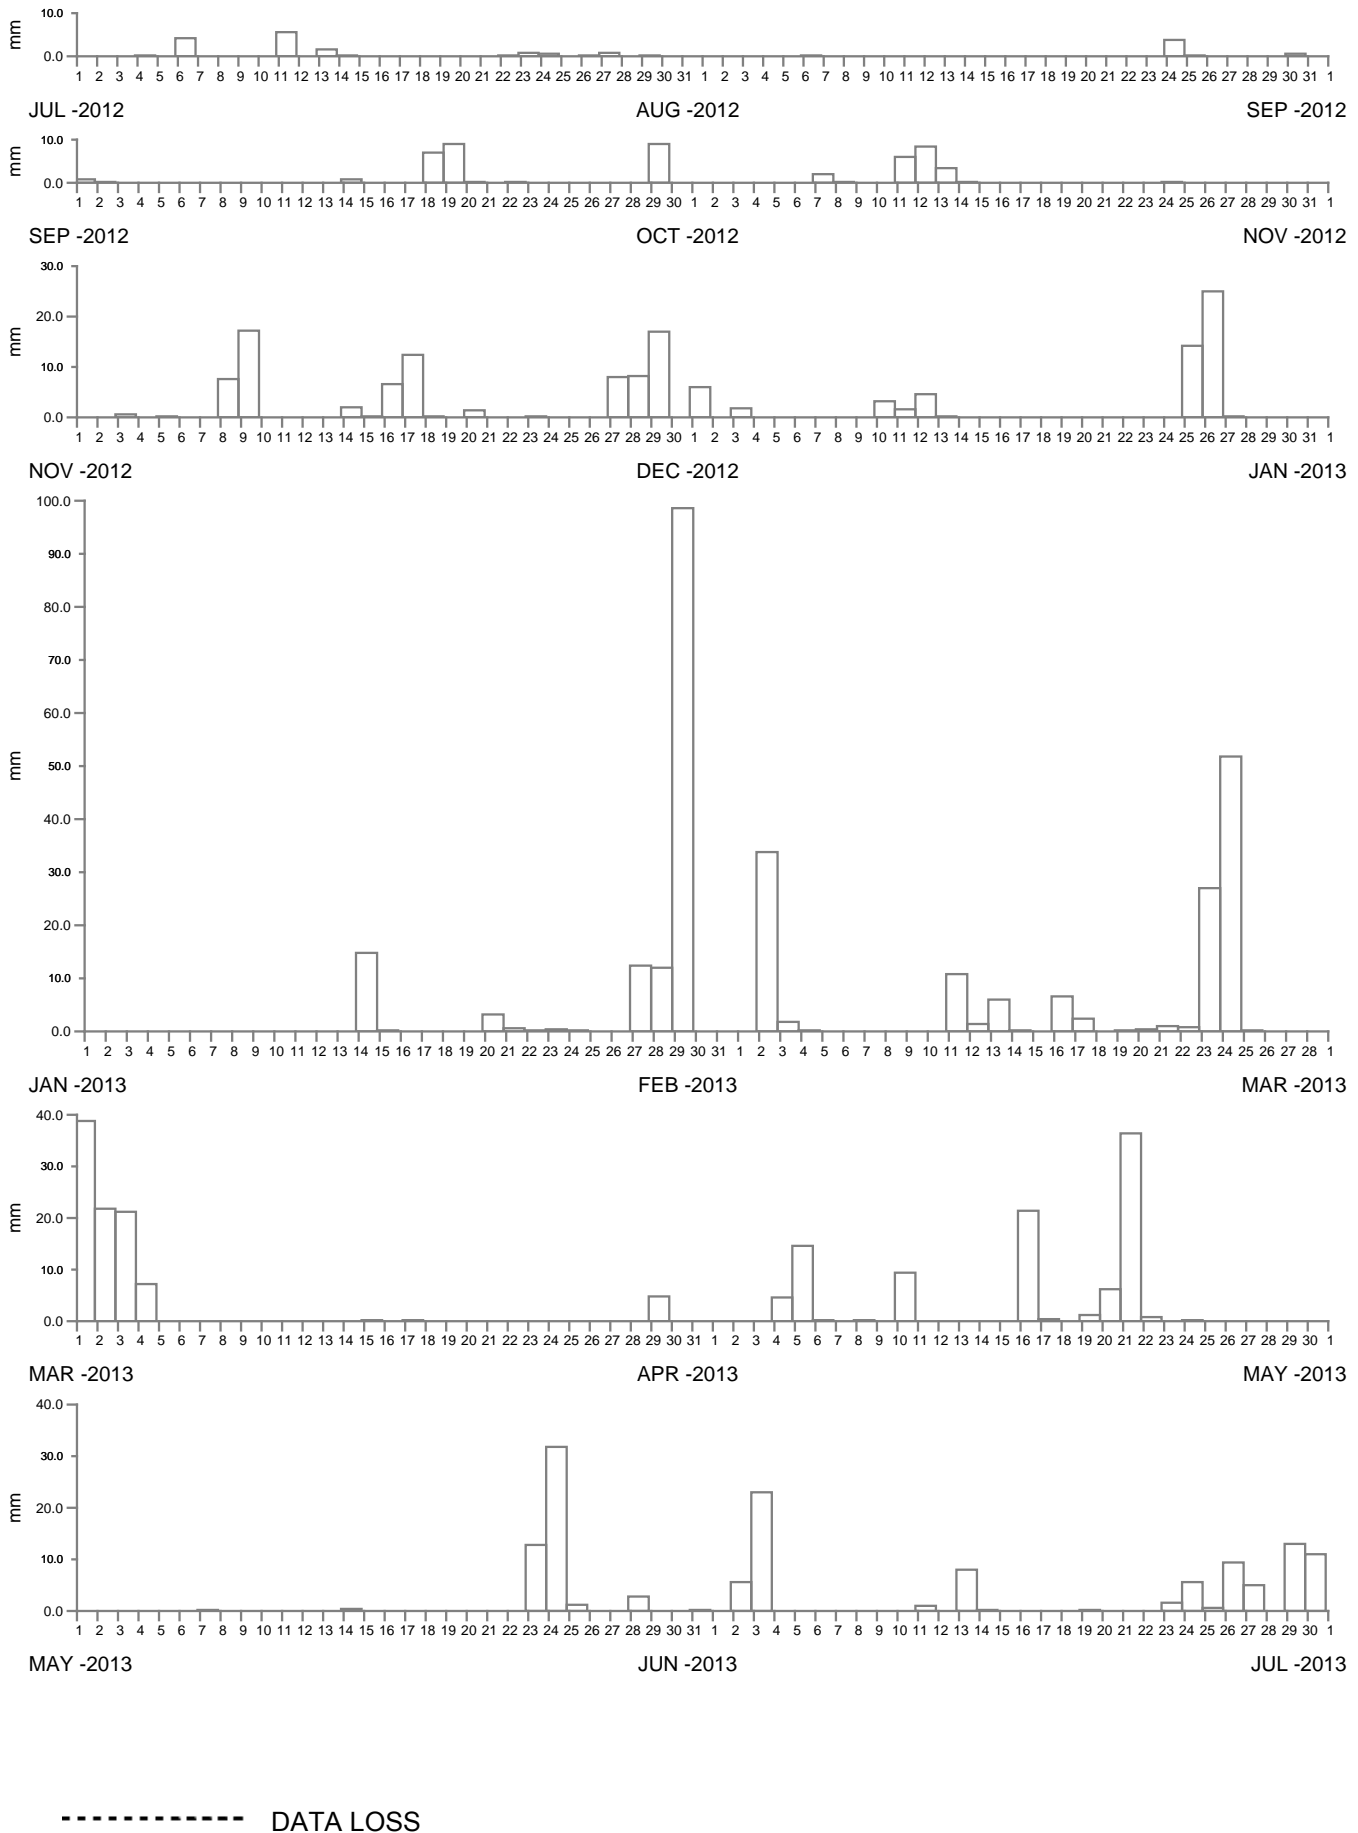 10.0
mm
0.0
1 2 3 4 5 6 7 8 9 10 11 12 13 14 15 16 17 18 19 20 21 22 23 24 25 26 27 28 29 30 31 1 2 3 4 5 6 7 8 9 10 11 12 13 14 15 16 17 18 19 20 21 22 23 24 25 26 27 28 29 30 31 1
JUL -2012 AUG -2012 SEP -2012
10.0
mm
0.0
1 2 3 4 5 6 7 8 9 10 11 12 13 14 15 16 17 18 19 20 21 22 23 24 25 26 27 28 29 30 1 2 3 4 5 6 7 8 9 10 11 12 13 14 15 16 17 18 19 20 21 22 23 24 25 26 27 28 29 30 31 1
SEP -2012 OCT -2012 NOV -2012
30.0
20.0
mm
10.0
0.0
1 2 3 4 5 6 7 8 9 10 11 12 13 14 15 16 17 18 19 20 21 22 23 24 25 26 27 28 29 30 1 2 3 4 5 6 7 8 9 10 11 12 13 14 15 16 17 18 19 20 21 22 23 24 25 26 27 28 29 30 31 1
NOV -2012 DEC -2012 JAN -2013
100.0
90.0
80.0
70.0
60.0
50.0
mm
40.0
30.0
20.0
10.0
0.0
1 2 3 4 5 6 7 8 9 10 11 12 13 14 15 16 17 18 19 20 21 22 23 24 25 26 27 28 29 30 31 1 2 3 4 5 6 7 8 9 10 11 12 13 14 15 16 17 18 19 20 21 22 23 24 25 26 27 28 1
JAN -2013 FEB -2013 MAR -2013
40.0
30.0
20.0
mm
10.0
0.0
1 2 3 4 5 6 7 8 9 10 11 12 13 14 15 16 17 18 19 20 21 22 23 24 25 26 27 28 29 30 31 1 2 3 4 5 6 7 8 9 10 11 12 13 14 15 16 17 18 19 20 21 22 23 24 25 26 27 28 29 30 1
MAR -2013 APR -2013 MAY -2013
40.0
30.0
20.0
mm
10.0
0.0
1 2 3 4 5 6 7 8 9 10 11 12 13 14 15 16 17 18 19 20 21 22 23 24 25 26 27 28 29 30 31 1 2 3 4 5 6 7 8 9 10 11 12 13 14 15 16 17 18 19 20 21 22 23 24 25 26 27 28 29 30 1
MAY -2013 JUN -2013 JUL -2013
DATA LOSS